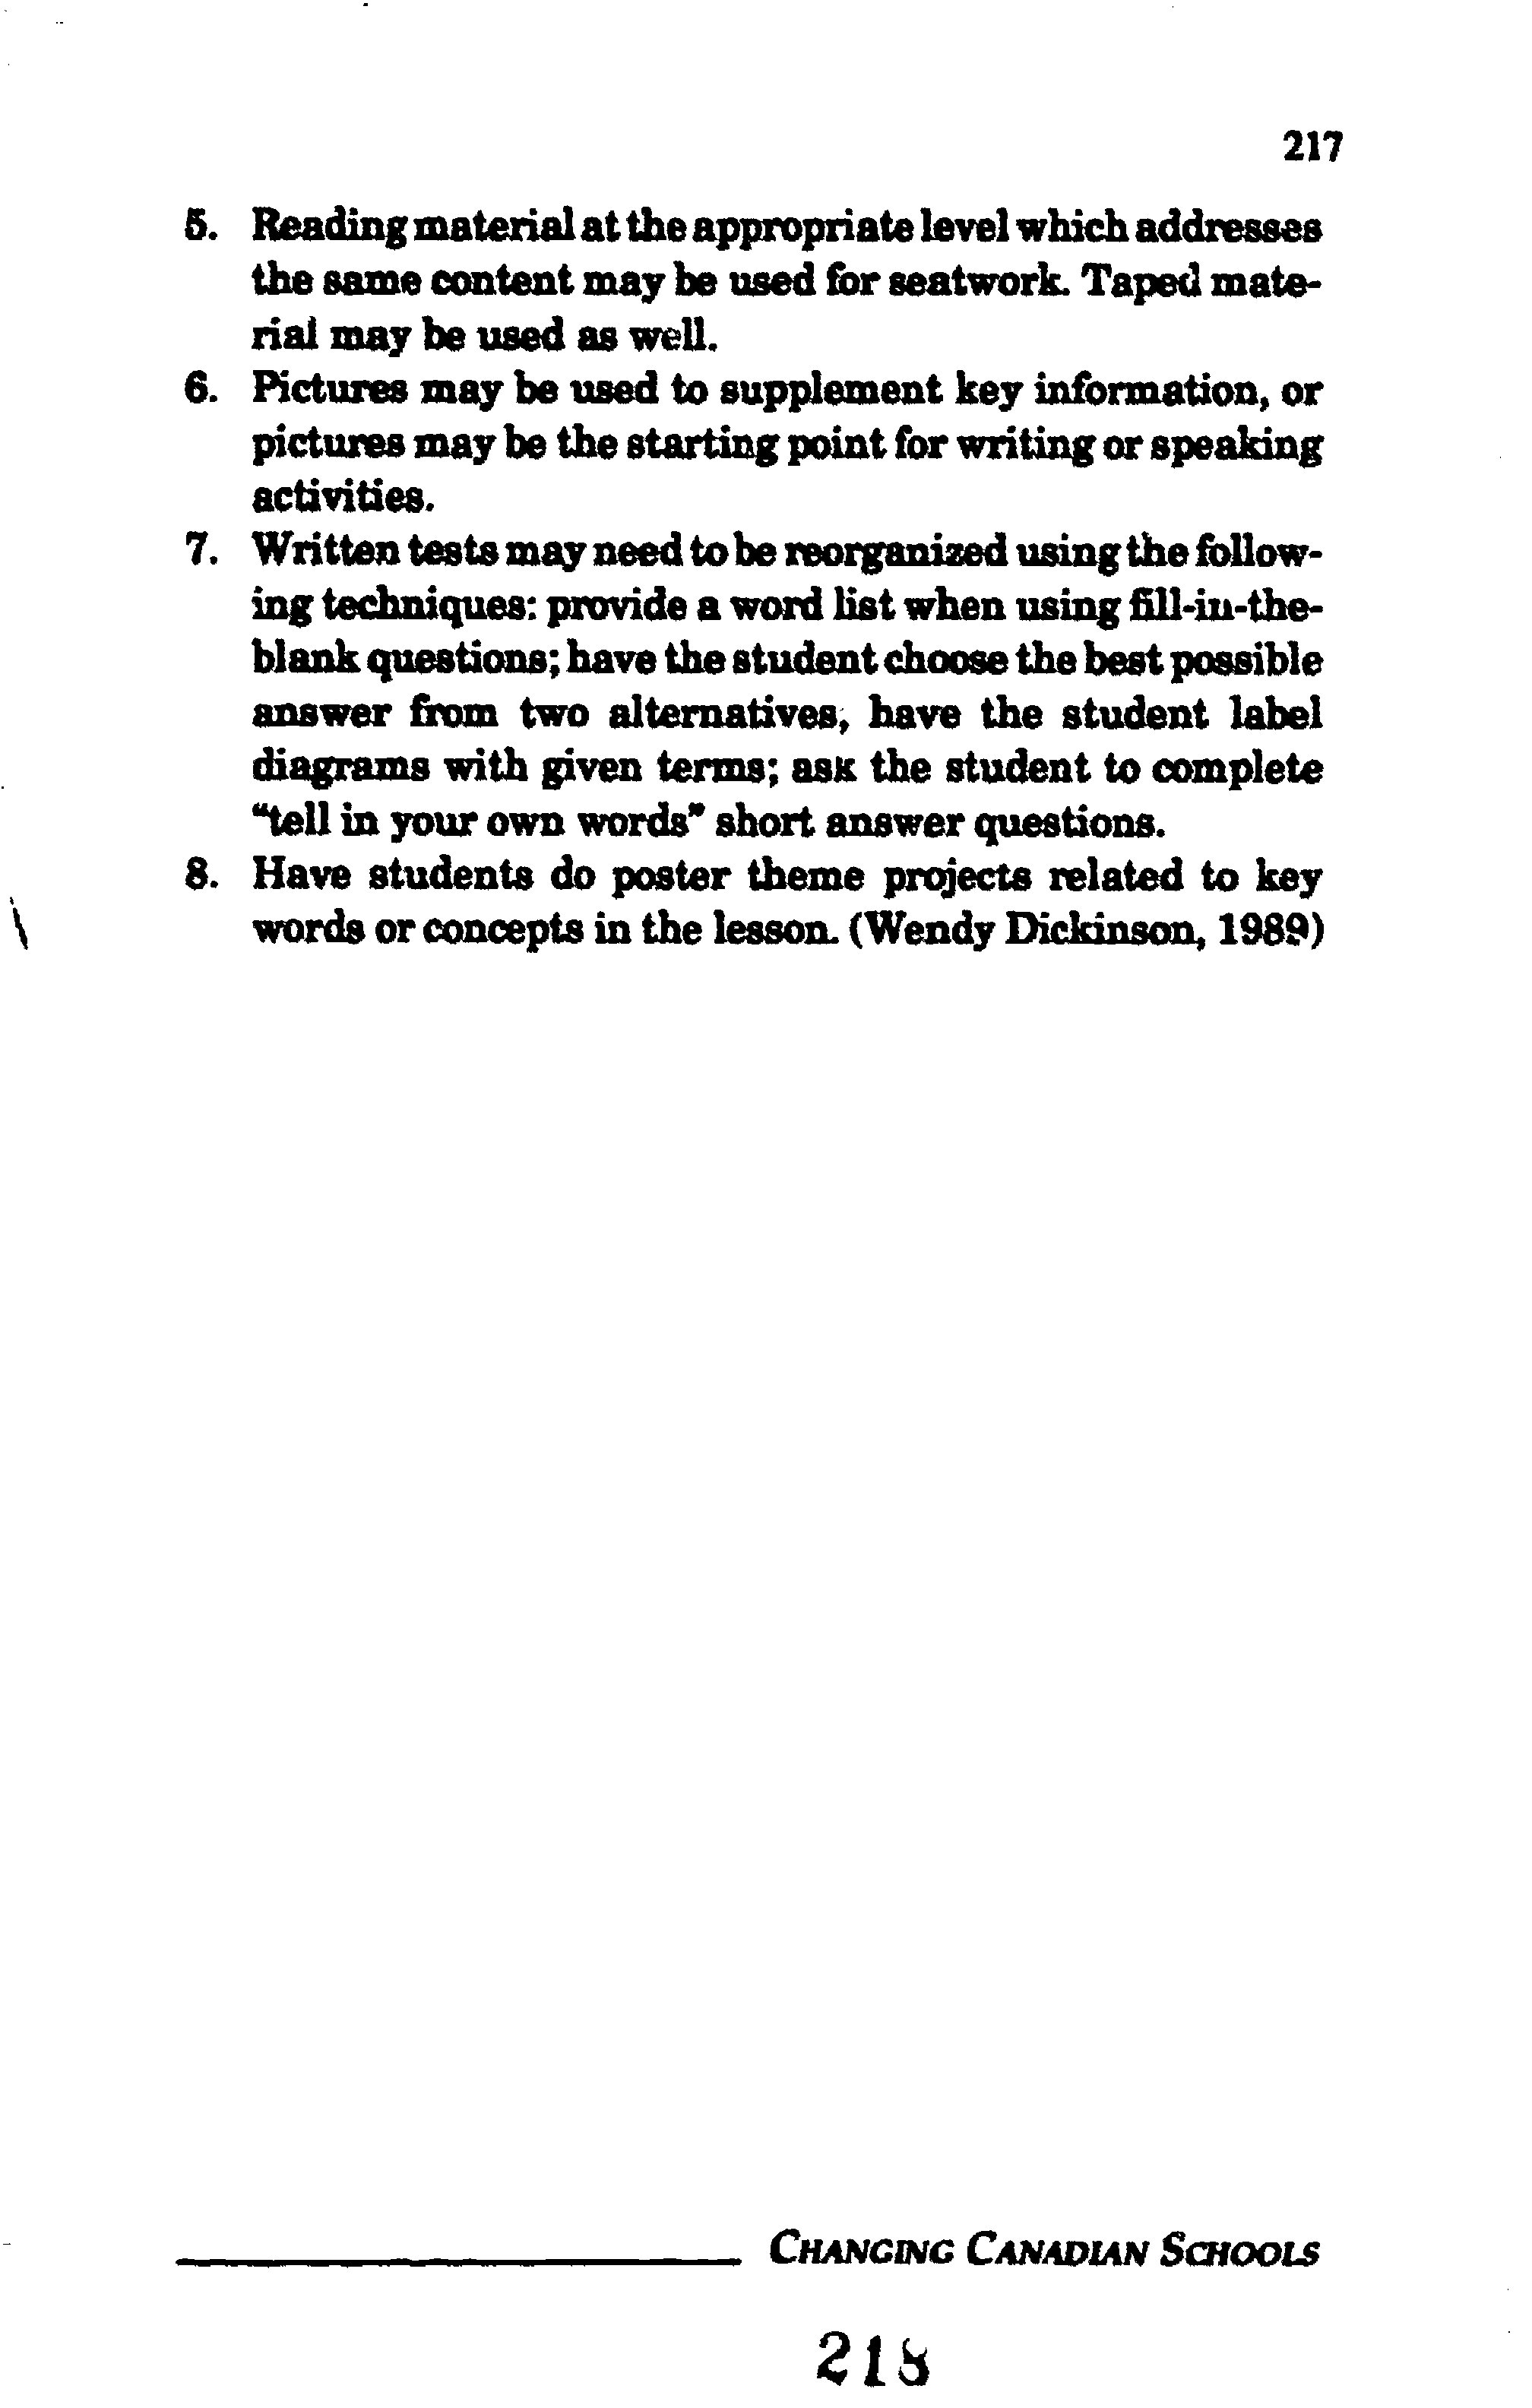 217
5. Reading material at the appropriate level which addresses
the same content may be used for seatwork. Taped mate-
rial may be used as well.
6. Pictures may be used to supplement key information, or
pictures may be the starting point for writing or speaking
activities.
7. Written tests may need to be reorganized using the follow-
ing techniques: provide a word list when using fill-in-the-
blank questions; have the student choose the best possible
answer from two alternatives; have the student label
diagrams with given terms; ask the student to complete
"tell in your own words" short answer questions.
8. Have students do poster theme projects related to key
words or concepts in the lesson. (Wendy Dickinson, 1989)
CHANGING CANADIAN SCHOOLS
218